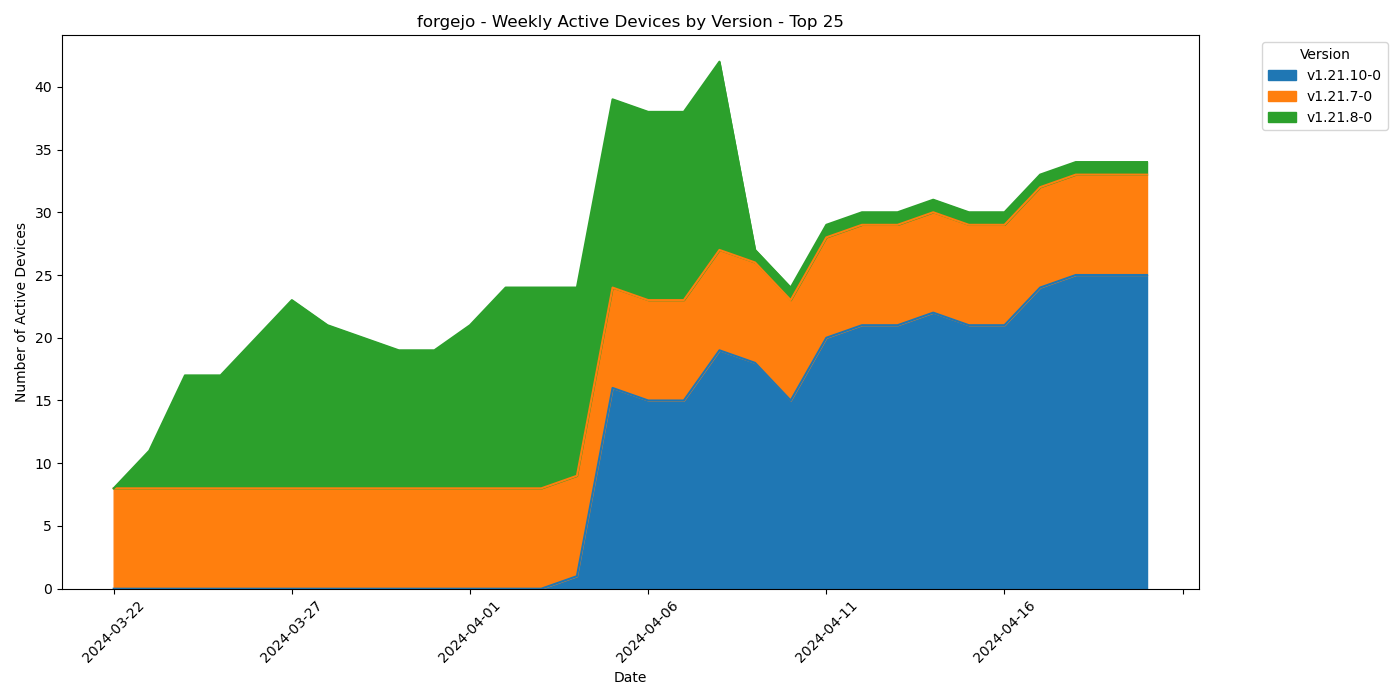 forgejo - Weekly Active Devices by Version - Top 25
Version
v1.21.10-0
v1.21.7-0
v1.21.8-0
Number of Active Devices
40
35
30
25
20
15
10
5
0
2024-03-22
2024-03-27
2024-04-01
2024-04-06
2024-04-11
2024-04-16
Date